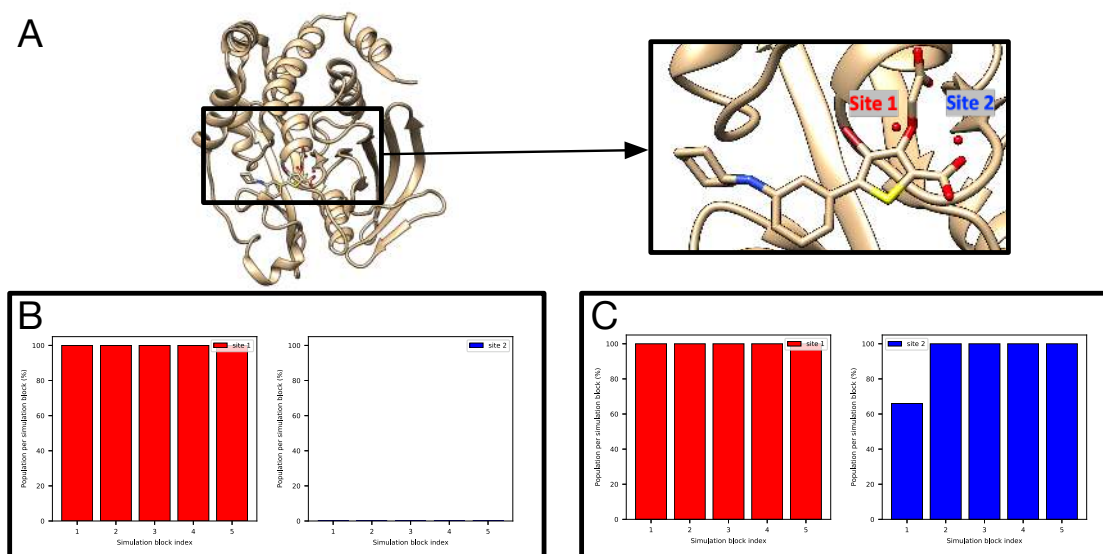 A
Site 1
Site 2
B
site 1
Population per simulation block (%)
100
80
60
40
20
0
1 2 3 4 5
Simulation block index
site 2
Population per simulation block (%)
100
80
60
40
20
0
1 2 3 4 5
Simulation block index
C
site 1
Population per simulation block (%)
100
80
60
40
20
0
1 2 3 4 5
Simulation block index
site 2
Population per simulation block (%)
100
80
60
40
20
0
1 2 3 4 5
Simulation block index